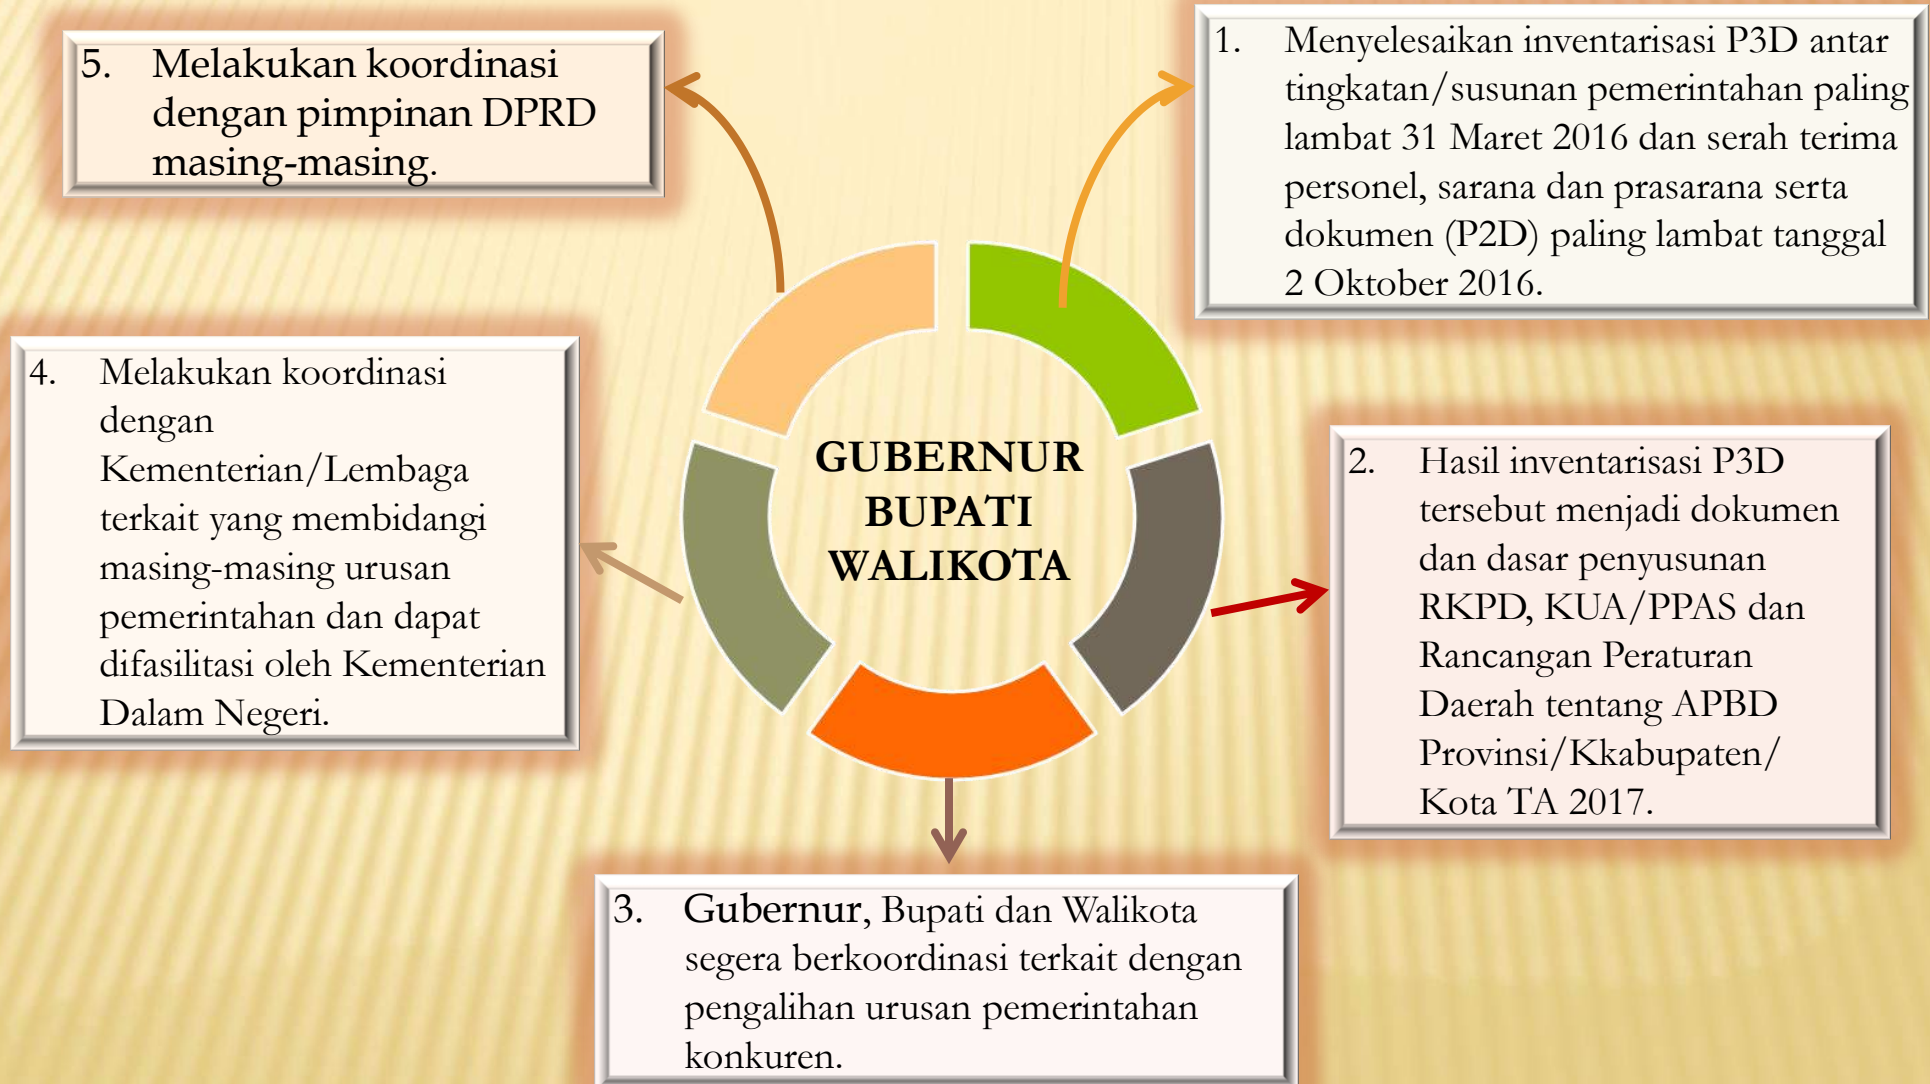 1. Menyelesaikan inventarisasi P3D antar
tingkatan/susunan pemerintahan paling
lambat 31 Maret 2016 dan serah terima
personel, sarana dan prasarana serta
dokumen (P2D) paling lambat tanggal
2 Oktober 2016.
2. Hasil inventarisasi P3D
tersebut menjadi dokumen
dan dasar penyusunan
RKPD, KUA/PPAS dan
Rancangan Peraturan
Daerah tentang APBD
Provinsi/Kkabupaten/
Kota TA 2017.
3. Gubernur, Bupati dan Walikota
segera berkoordinasi terkait dengan
pengalihan urusan pemerintahan
konkuren.
4. Melakukan koordinasi
dengan
Kementerian/Lembaga
terkait yang membidangi
masing-masing urusan
pemerintahan dan dapat
difasilitasi oleh Kementerian
Dalam Negeri.
5. Melakukan koordinasi
dengan pimpinan DPRD
masing-masing.
GUBERNUR
BUPATI
WALIKOTA